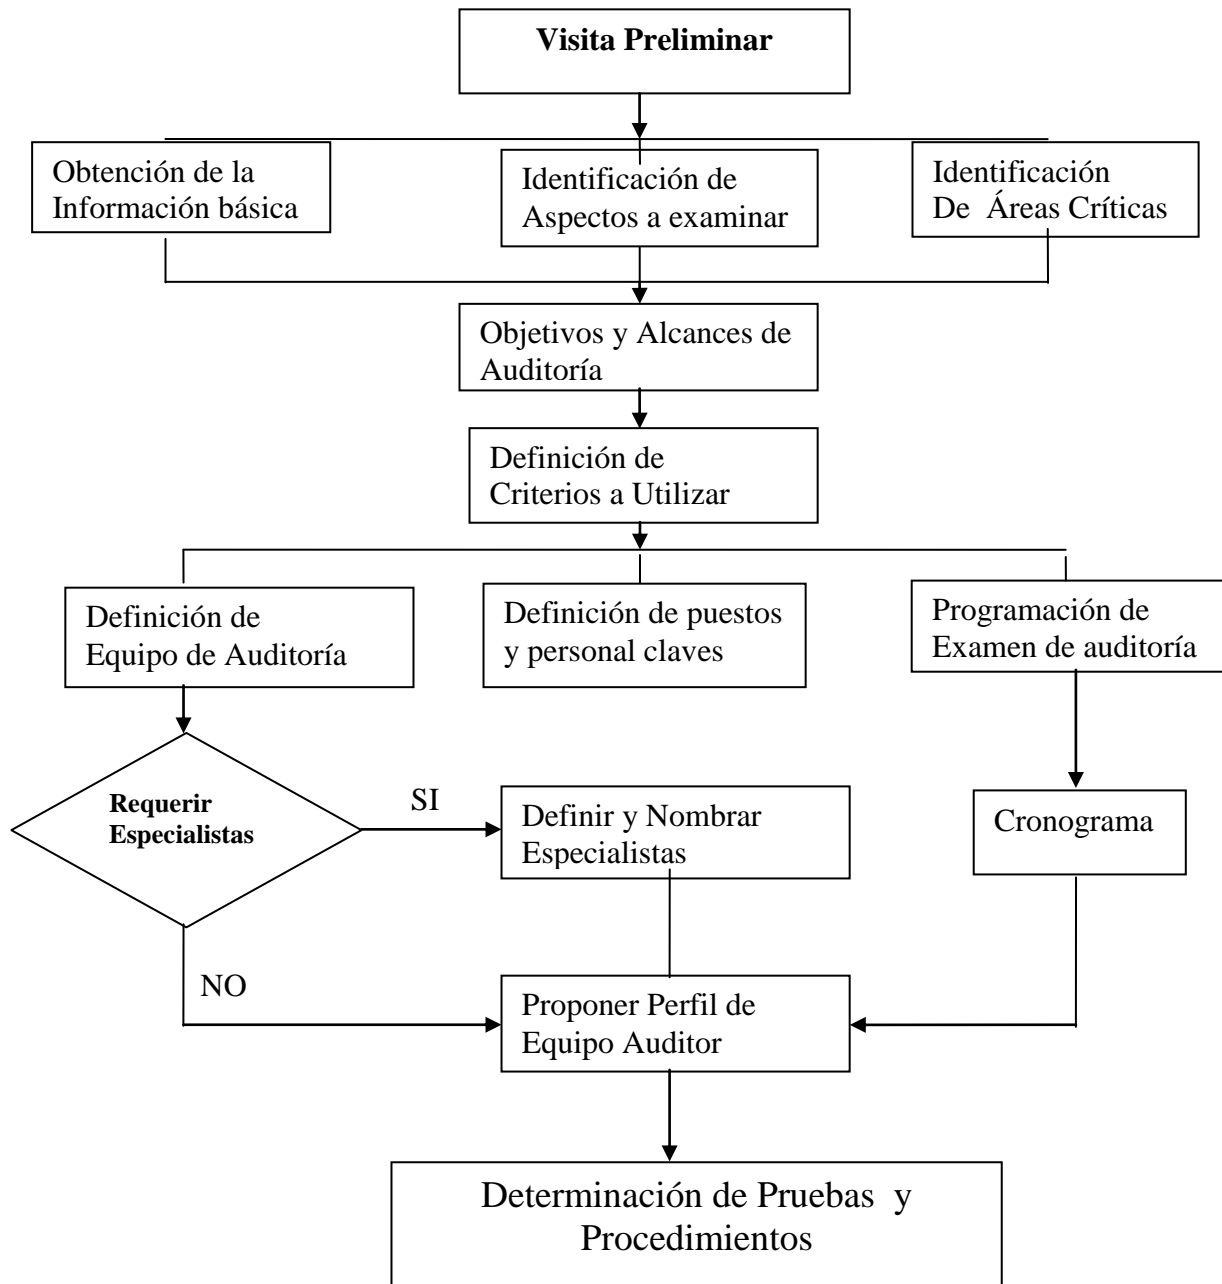 Visita Preliminar
Obtención de la
Información básica
Identificación de
Aspectos a examinar
Identificación
De Áreas Críticas
Objetivos y Alcances de
Auditoría
Definición de
Criterios a Utilizar
Definición de
Equipo de Auditoría
Definición de puestos
y personal claves
Programación de
Examen de auditoría
Requerir
Especialistas
SI
Definir y Nombrar
Especialistas
Cronograma
NO
Proponer Perfil de
Equipo Auditor
Determinación de Pruebas y
Procedimientos